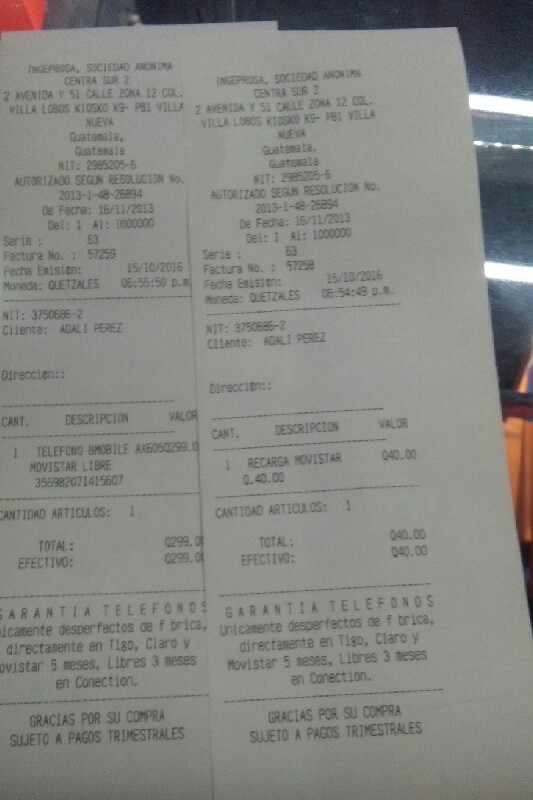 INGEPROSA, SOCIEDAD ANONIMA
CENTRA SUR 2
2 AVENIDA Y 51 CALLE ZONA 12 COL.
VILLA LOBOS KIOSKO K9- PB1 VILLA
NUEVA
Guatemala,
Guatemala
NIT: 2985205-6
AUTORIZADO SEGUN RESOLUCION No.
2013-1-48-26894
De Fecha: 16/11/2013
Del: 1 Al: 1000000
Serie : 63
Factura No. : 57259
Fecha Emision: 15/10/2016
Moneda: QUETZALES 06:55:50 p.m.
NIT: 3750686-2
Cliente: ADALI PEREZ
Direccion::
CANT. DESCRIPCION VALOR
1 TELEFONO BMOBILE AX605Q299.0
MOVISTAR LIBRE
356982071415607
CANTIDAD ARTICULOS: 1
TOTAL: Q299.00
EFECTIVO: Q299.00
GARANTIA TELEFONOS
Unicamente desperfectos de f brica,
directamente en Tigo, Claro y
Movistar 5 meses, Libres 3 meses
en Conection.
GRACIAS POR SU COMPRA
SUJETO A PAGOS TRIMESTRALES
INGEPROSA, SOCIEDAD ANONIMA
CENTRA SUR 2
2 AVENIDA Y 51 CALLE ZONA 12 COL.
VILLA LOBOS KIOSKO K9- PB1 VILLA
NUEVA
Guatemala,
Guatemala
NIT: 2985205-6
AUTORIZADO SEGUN RESOLUCION No.
2013-1-48-26894
De Fecha: 16/11/2013
Del: 1 Al: 1000000
Serie : 63
Factura No. : 57258
Fecha Emision: 15/10/2016
Moneda: QUETZALES 06:54:49 p.m.
NIT: 3750686-2
Cliente: ADALI PEREZ
Direccion::
CANT. DESCRIPCION VALOR
1 RECARGA MOVISTAR Q40.00
Q.40.00
CANTIDAD ARTICULOS: 1
TOTAL: Q40.00
EFECTIVO: Q40.00
GARANTIA TELEFONOS
Unicamente desperfectos de f brica,
directamente en Tigo, Claro y
Movistar 5 meses, Libres 3 meses
en Conection.
GRACIAS POR SU COMPRA
SUJETO A PAGOS TRIMESTRALES